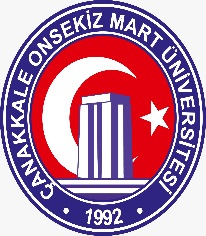 ÇANAKKALE ONSEKİZ MART ÜNİVERSİTESİ
· 1992 ·